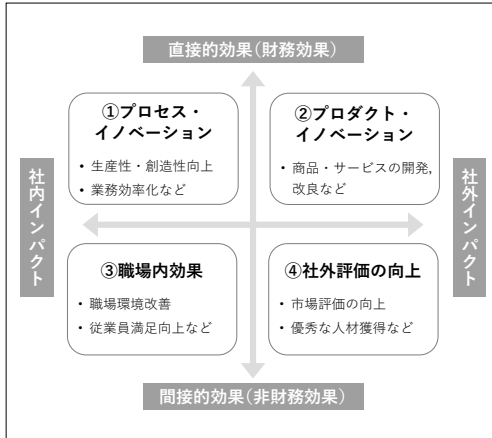 直接的効果(財務効果)
①プロセス・
イノベーション
• 生産性・創造性向上
• 業務効率化など
②プロダクト・
イノベーション
• 商品・サービスの開発,
改良など
社内インパクト
社外インパクト
③職場内効果
• 職場環境改善
• 従業員満足向上など
④社外評価の向上
• 市場評価の向上
• 優秀な人材獲得など
間接的効果(非財務効果)